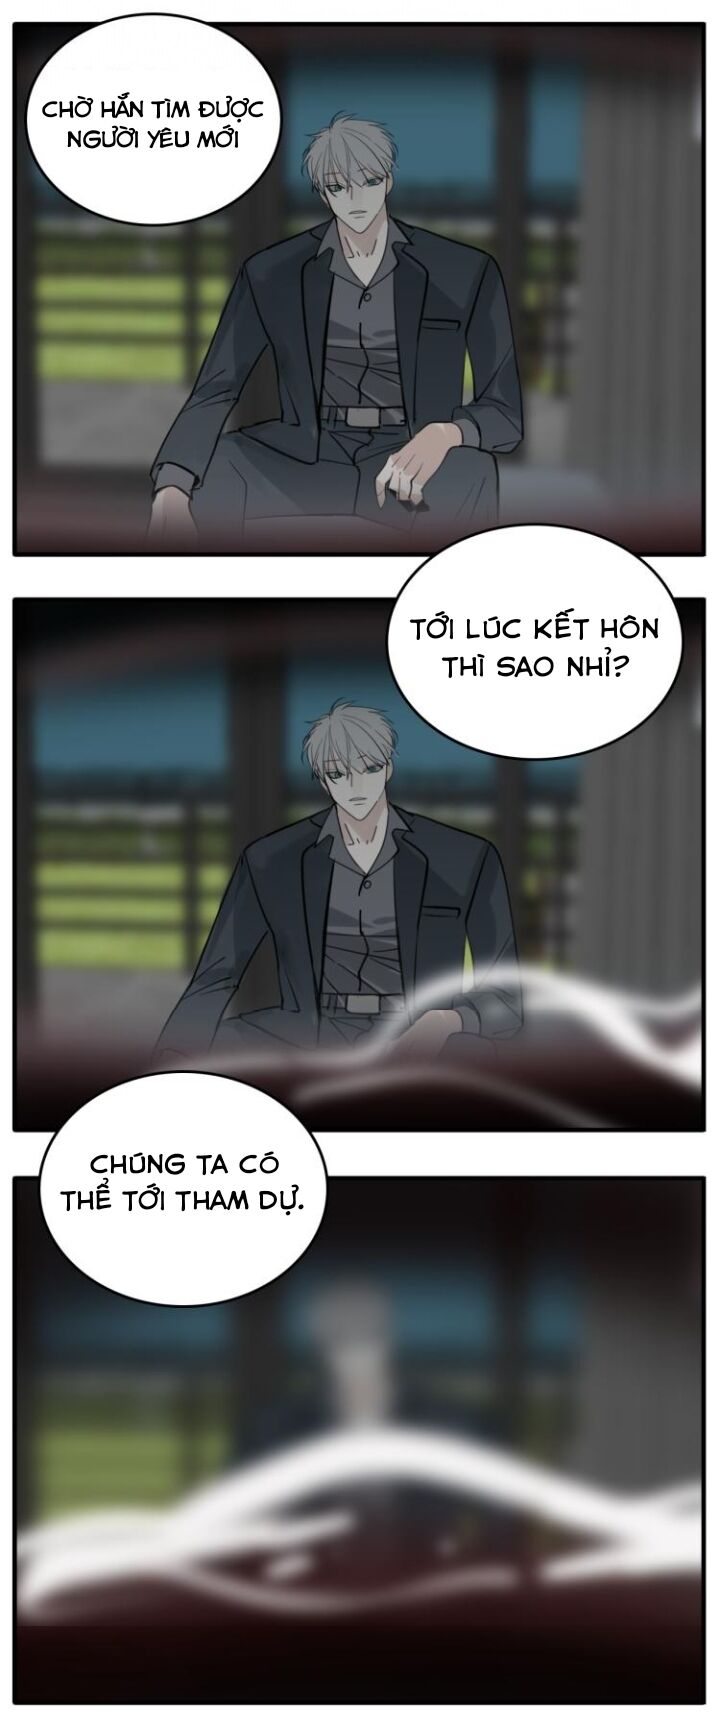 CHỜ HẮN TÌM ĐƯỢC
NGƯỜI YÊU MỚI
TỚI LÚC KẾT HÔN
THÌ SAO NHỈ?
CHÚNG TA CÓ
THỂ TỚI THAM DỰ.